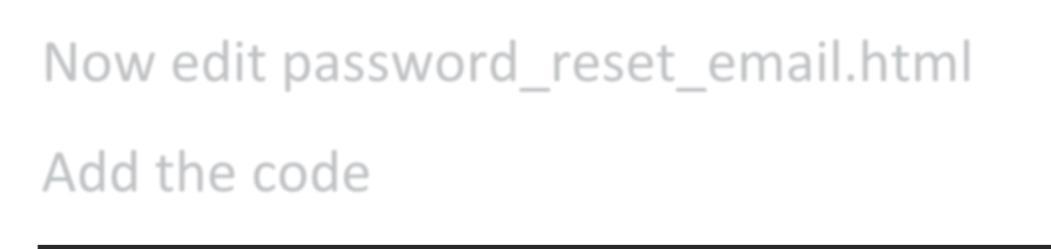 Now edit password_reset_email.html
Add the code